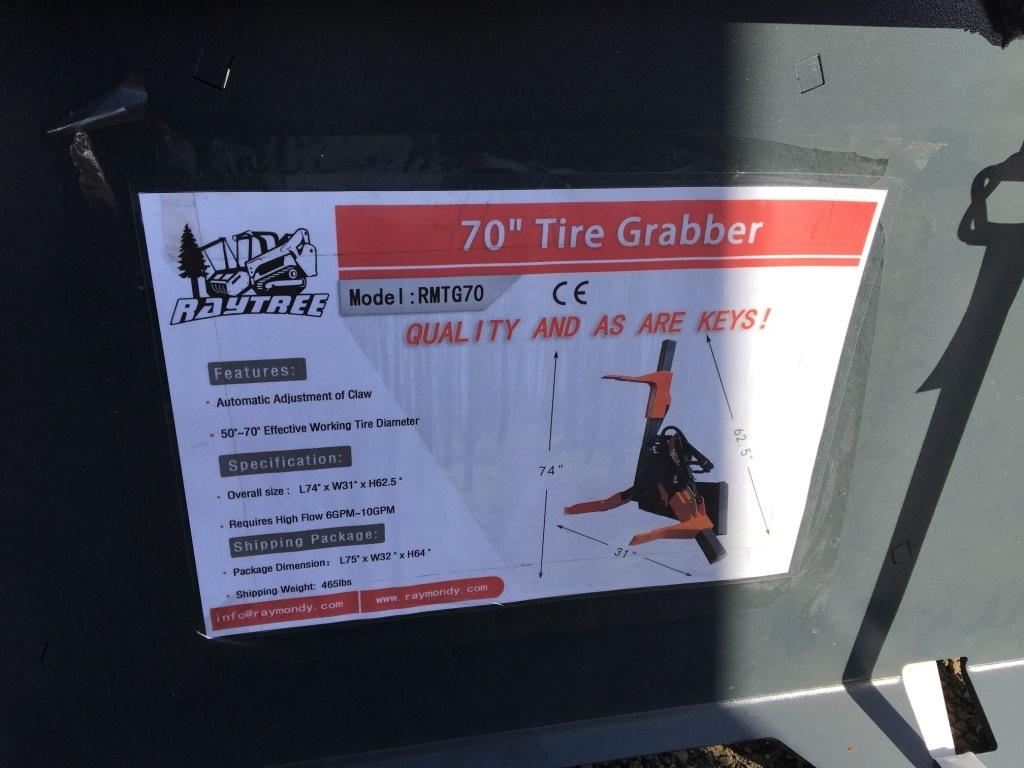 RAYTREE
70" Tire Grabber
Model:RMTG70
CE
QUALITY AND AS ARE KEYS!
Features:
• Automatic Adjustment of Claw
• 50"~70" Effective Working Tire Diameter
Specification:
• Overall size : L74" x W31" x H62.5 "
• Requires High Flow 6GPM~10GPM
Shipping Package:
• Package Dimension: L75" x W32 " x H64 "
• Shipping Weight: 465lbs
info@raymondy.com
www.raymondy.com
74"
62.5"
31"